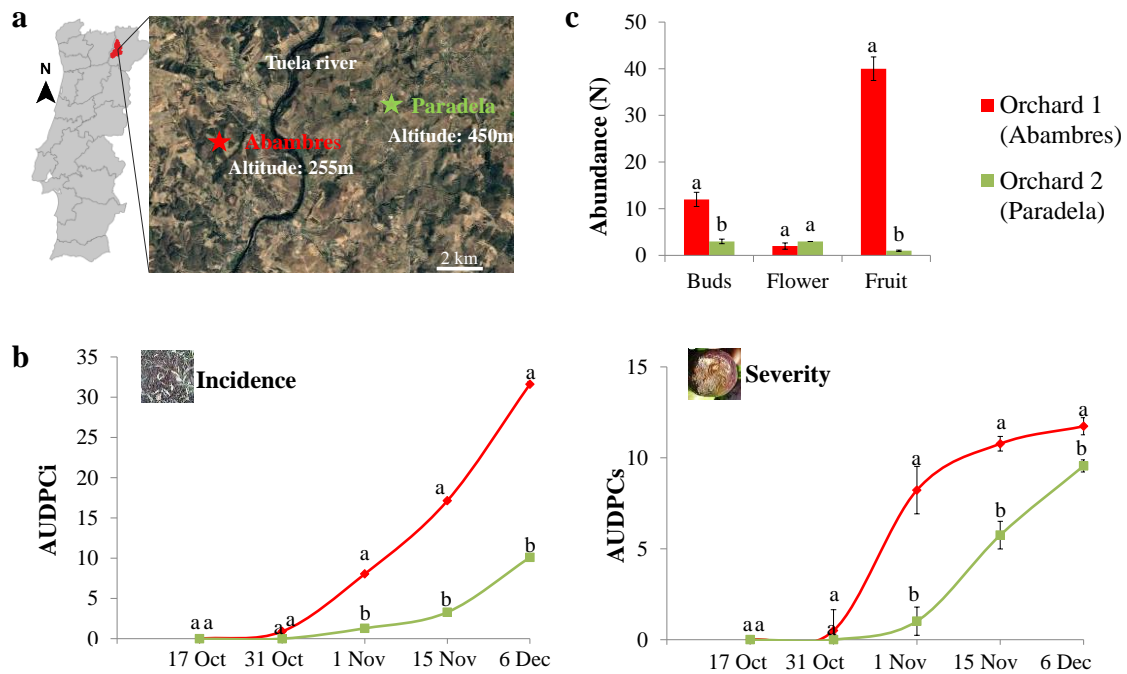 a
N
Tuela river
Paradela
Altitude: 450m
Abambres
Altitude: 255m
2 km
c
Abundance (N)
50
40
30
20
10
0
a
b
a
a
a
b
Buds
Flower
Fruit
Orchard 1
(Abambres)
Orchard 2
(Paradela)
b
Incidence
AUDPCi
35
30
25
20
15
10
5
0
a a
a
a
a
b
a
b
a
b
17 Oct
31 Oct
1 Nov
15 Nov
6 Dec
Severity
AUDPCs
15
10
5
0
a a
a
a
a
b
a
b
a
b
17 Oct
31 Oct
1 Nov
15 Nov
6 Dec